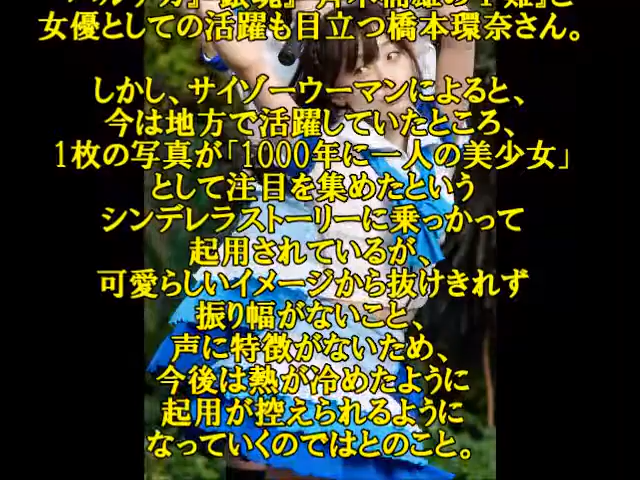 女優としての活躍も目立つ橋本環奈さん。
しかし、サイゾーウーマンによると、
今は地方で活躍していたところ、
1枚の写真が「1000年に一人の美少女」
として注目を集めたという
シンデレラストーリーに乗っかって
起用されているが、
可愛らしいイメージから抜けきれず
振り幅がないこと、
声に特徴がないため、
今後は熱が冷めたように
起用が控えられるように
なっていくのではとのこと。